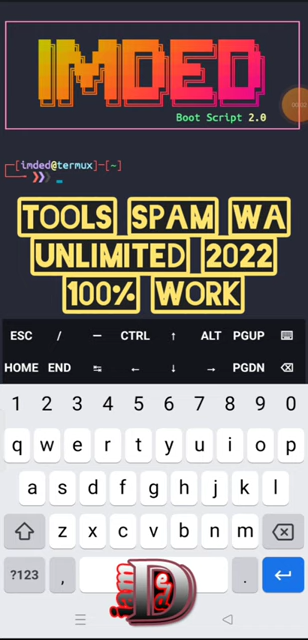 IMDED
Boot Script 2.0
┌─[imded@termux]─[~]
└──╼ ❯❯❯
TOOLS SPAM WA
UNLIMITED 2022
100% WORK
ESC / — CTRL ↑ ALT PGUP
HOME END ↹ ← ↓ → PGDN
1 2 3 4 5 6 7 8 9 0
q w e r t y u i o p
a s d f g h j k l
z x c v b n m
?123 , .